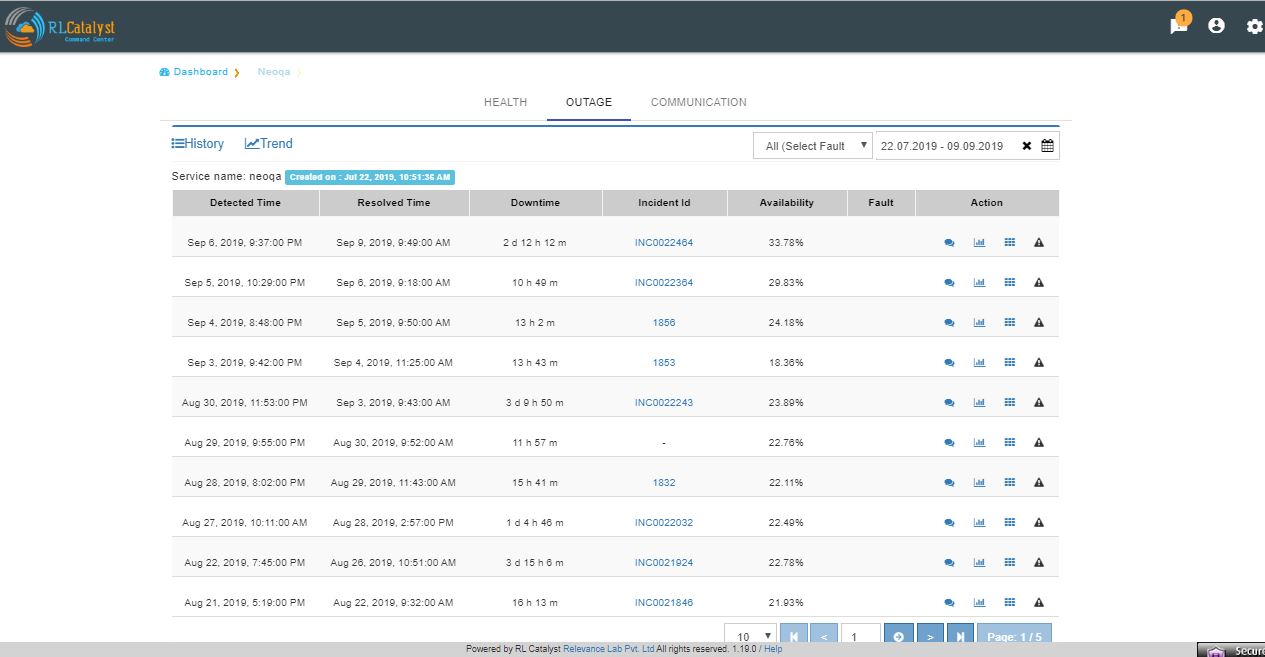 RLCatalyst
Command Center
1
Dashboard Neoqa
HEALTH OUTAGE COMMUNICATION
History Trend All (Select Fault 22.07.2019 - 09.09.2019
Service name: neoqa Created on : Jul 22, 2019, 10:51:36 AM
Detected Time Resolved Time Downtime Incident Id Availability Fault Action
Sep 6, 2019, 9:37:00 PM Sep 9, 2019, 9:49:00 AM 2 d 12 h 12 m INC0022464 33.78%
Sep 5, 2019, 10:29:00 PM Sep 6, 2019, 9:18:00 AM 10 h 49 m INC0022364 29.83%
Sep 4, 2019, 8:48:00 PM Sep 5, 2019, 9:50:00 AM 13 h 2 m 1856 24.18%
Sep 3, 2019, 9:42:00 PM Sep 4, 2019, 11:25:00 AM 13 h 43 m 1853 18.36%
Aug 30, 2019, 11:53:00 PM Sep 3, 2019, 9:43:00 AM 3 d 9 h 50 m INC0022243 23.89%
Aug 29, 2019, 9:55:00 PM Aug 30, 2019, 9:52:00 AM 11 h 57 m - 22.76%
Aug 28, 2019, 8:02:00 PM Aug 29, 2019, 11:43:00 AM 15 h 41 m 1832 22.11%
Aug 27, 2019, 10:11:00 AM Aug 28, 2019, 2:57:00 PM 1 d 4 h 46 m INC0022032 22.49%
Aug 22, 2019, 7:45:00 PM Aug 26, 2019, 10:51:00 AM 3 d 15 h 6 m INC0021924 22.78%
Aug 21, 2019, 5:19:00 PM Aug 22, 2019, 9:32:00 AM 16 h 13 m INC0021846 21.93%
10 < 1 > Page: 1 / 5
Powered by RL Catalyst Relevance Lab Pvt. Ltd All rights reserved. 1.19.0 / Help